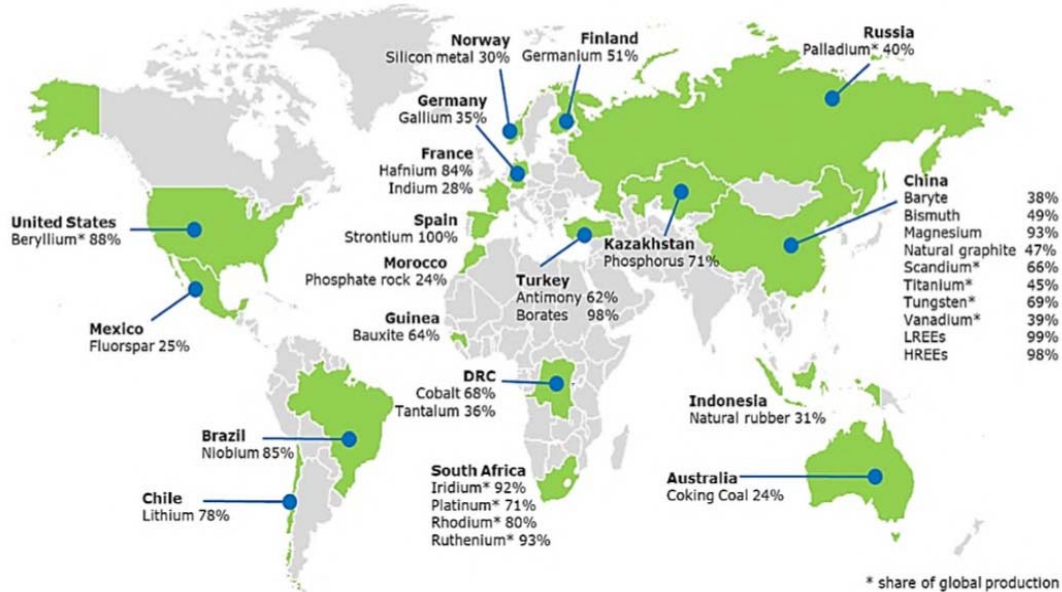 Norway
Silicon metal 30%
Finland
Germanium 51%
Russia
Palladium* 40%
Germany
Gallium 35%
France
Hafnium 84%
Indium 28%
United States
Beryllium* 88%
Spain
Strontium 100%
Morocco
Phosphate rock 24%
Kazakhstan
Phosphorus 71%
Turkey
Antimony 62%
Borates 98%
China
Baryte 38%
Bismuth 49%
Magnesium 93%
Natural graphite 47%
Scandium* 66%
Titanium* 45%
Tungsten* 69%
Vanadium* 39%
LREEs 99%
HREEs 98%
Mexico
Fluorspar 25%
Guinea
Bauxite 64%
DRC
Cobalt 68%
Tantalum 36%
Indonesia
Natural rubber 31%
Brazil
Niobium 85%
Chile
Lithium 78%
South Africa
Iridium* 92%
Platinum* 71%
Rhodium* 80%
Ruthenium* 93%
Australia
Coking Coal 24%
* share of global production